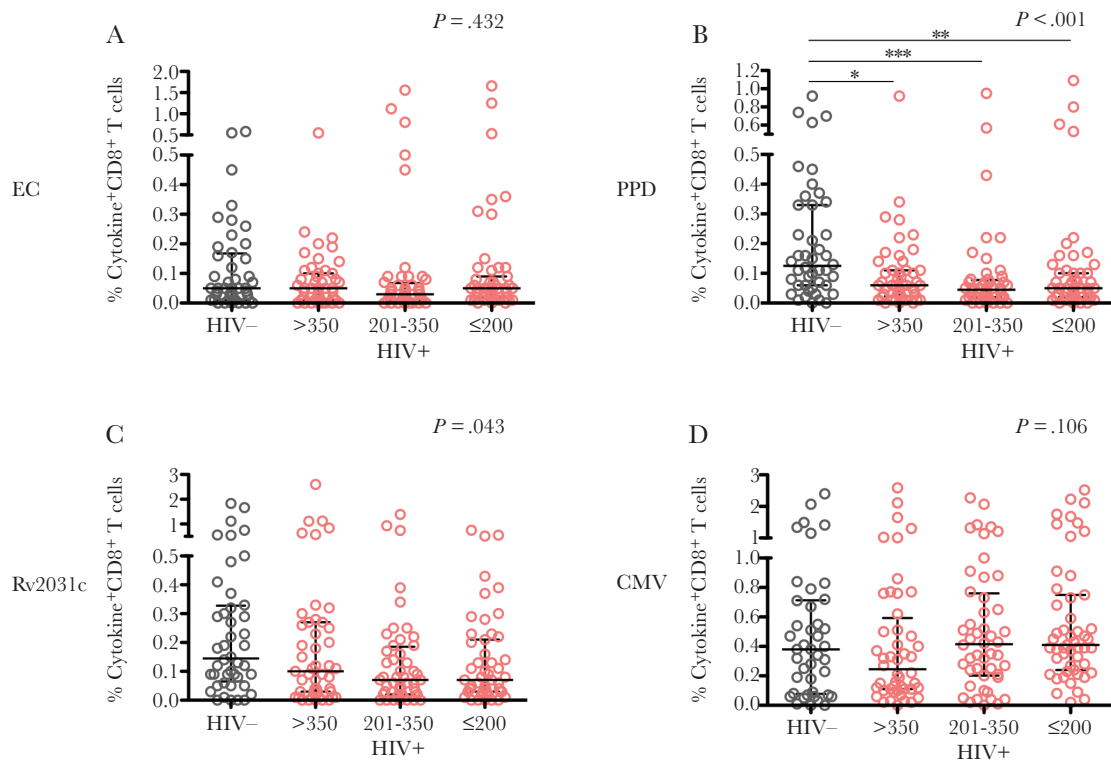 A
P = .432
EC
% Cytokine⁺CD8⁺ T cells
2.0
1.5
1.0
0.5
0.5
0.4
0.3
0.2
0.1
0.0
HIV– >350 201-350 ≤200
HIV+
B
P < .001
**
***
*
PPD
% Cytokine⁺CD8⁺ T cells
1.2
1.0
0.8
0.6
0.5
0.4
0.3
0.2
0.1
0.0
HIV– >350 201-350 ≤200
HIV+
C
P = .043
Rv2031c
% Cytokine⁺CD8⁺ T cells
3
2
1
0.5
0.4
0.3
0.2
0.1
0.0
HIV– >350 201-350 ≤200
HIV+
D
P = .106
CMV
% Cytokine⁺CD8⁺ T cells
3
2
1
1.0
0.8
0.6
0.4
0.2
0.0
HIV– >350 201-350 ≤200
HIV+